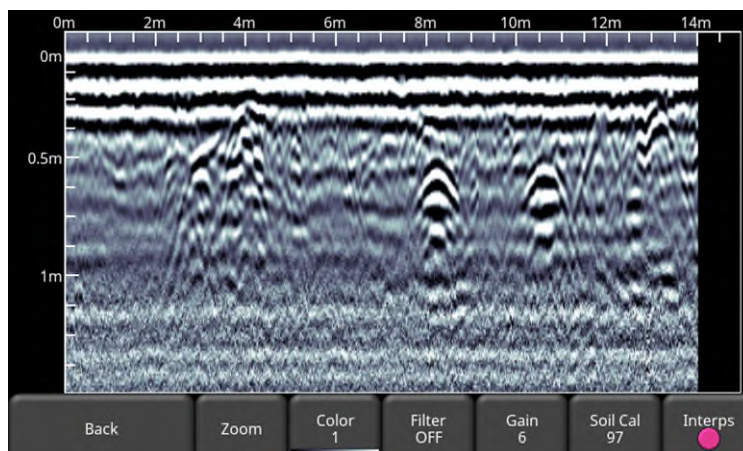 0m 2m 4m 6m 8m 10m 12m 14m
0m
0.5m
1m
Back
Zoom
Color
1
Filter
OFF
Gain
6
Soil Cal
97
Interps